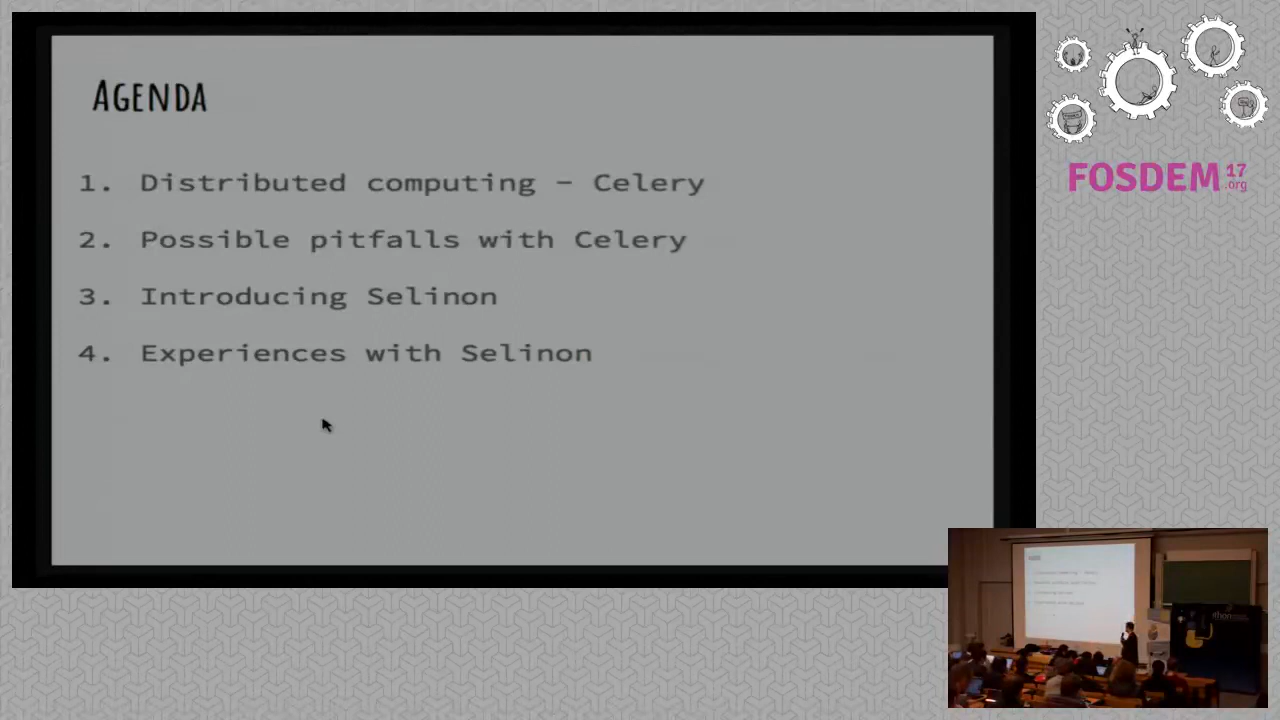 AGENDA
1. Distributed computing – Celery
2. Possible pitfalls with Celery
3. Introducing Selinon
4. Experiences with Selinon
FOSDEM 17
.org